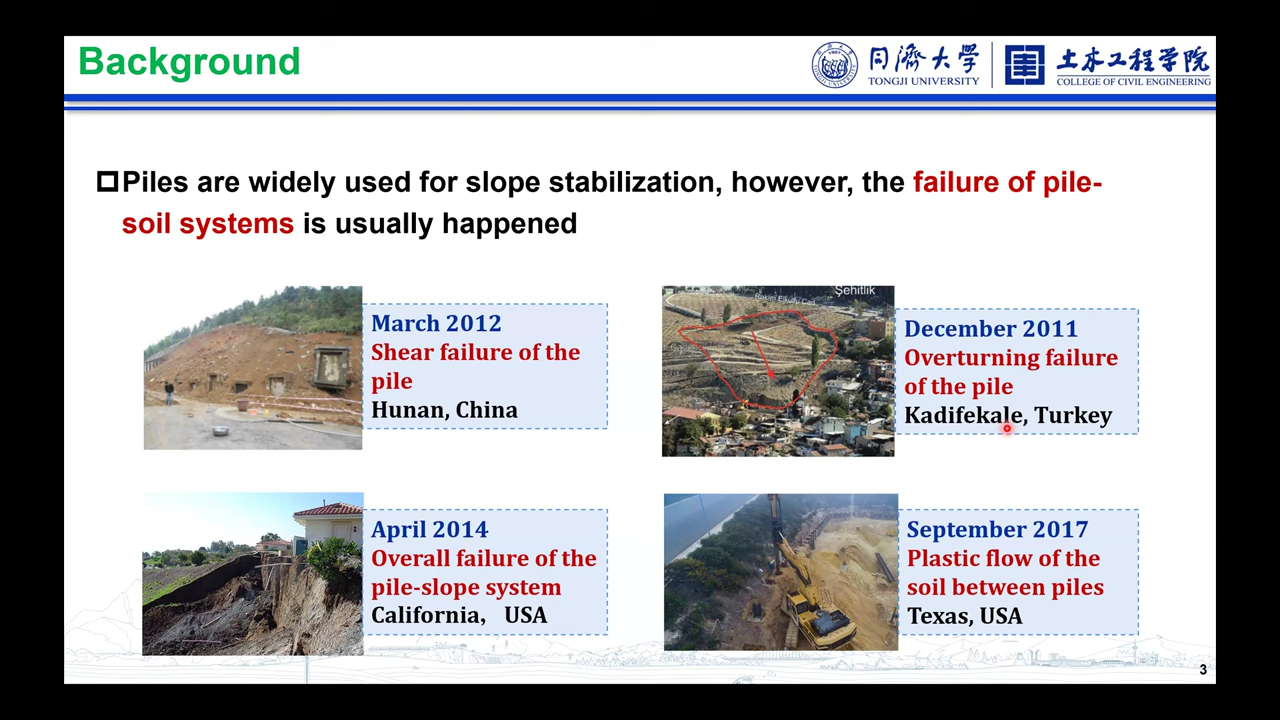 Background
同濟大学
TONGJI UNIVERSITY
土木工程学院
COLLEGE OF CIVIL ENGINEERING
Piles are widely used for slope stabilization, however, the failure of pile-
soil systems is usually happened
March 2012
Shear failure of the
pile
Hunan, China
Şehitlik
December 2011
Overturning failure
of the pile
Kadifekale, Turkey
April 2014
Overall failure of the
pile-slope system
California, USA
September 2017
Plastic flow of the
soil between piles
Texas, USA
3